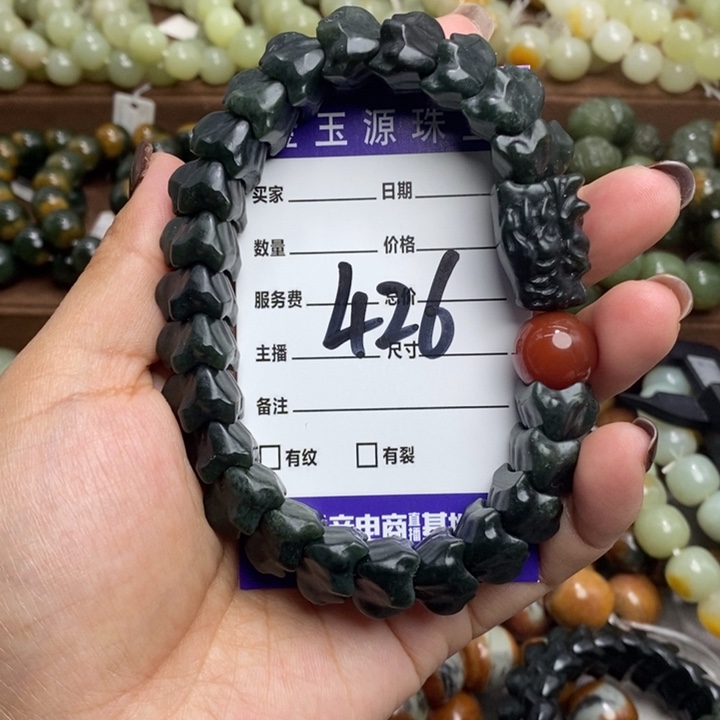 玉源珠
买家 日期
数量 价格
服务费 总价
426
主播 尺寸
备注
有纹 有裂
电商直播基